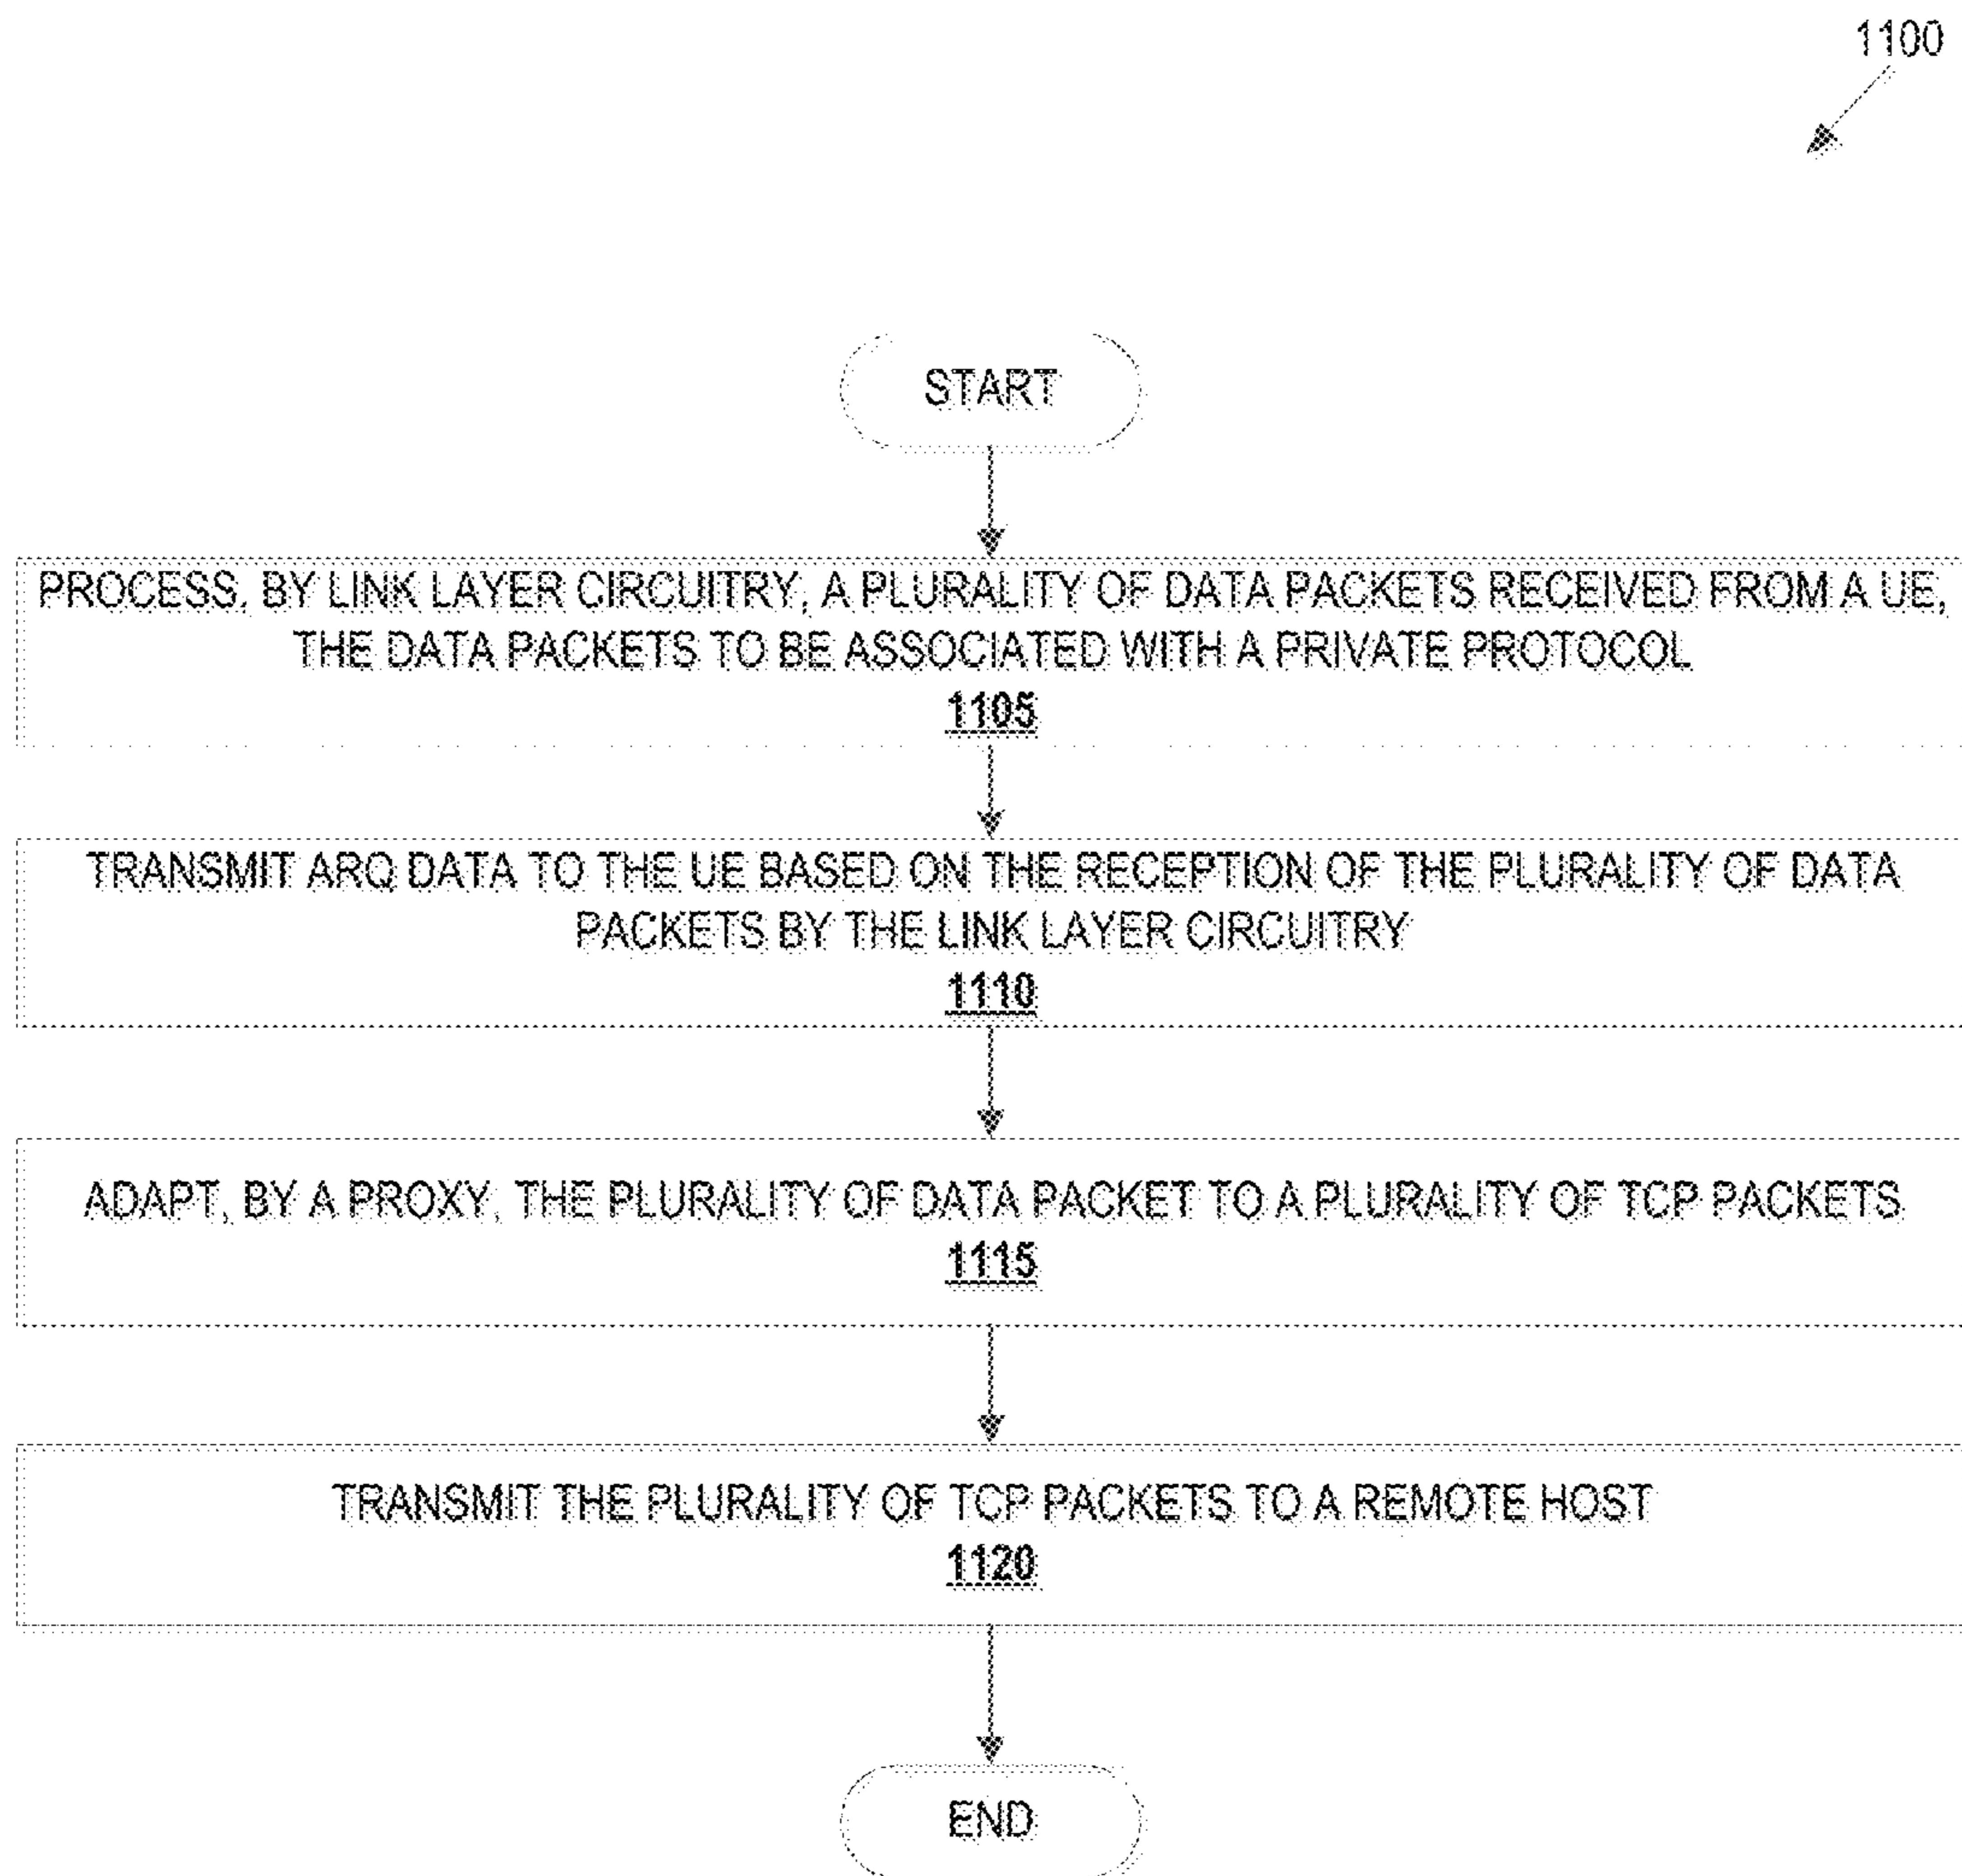 1100
START
PROCESS, BY LINK LAYER CIRCUITRY, A PLURALITY OF DATA PACKETS RECEIVED FROM A UE,
THE DATA PACKETS TO BE ASSOCIATED WITH A PRIVATE PROTOCOL
1105
TRANSMIT ARQ DATA TO THE UE BASED ON THE RECEPTION OF THE PLURALITY OF DATA
PACKETS BY THE LINK LAYER CIRCUITRY
1110
ADAPT, BY A PROXY, THE PLURALITY OF DATA PACKET TO A PLURALITY OF TCP PACKETS
1115
TRANSMIT THE PLURALITY OF TCP PACKETS TO A REMOTE HOST
1120
END